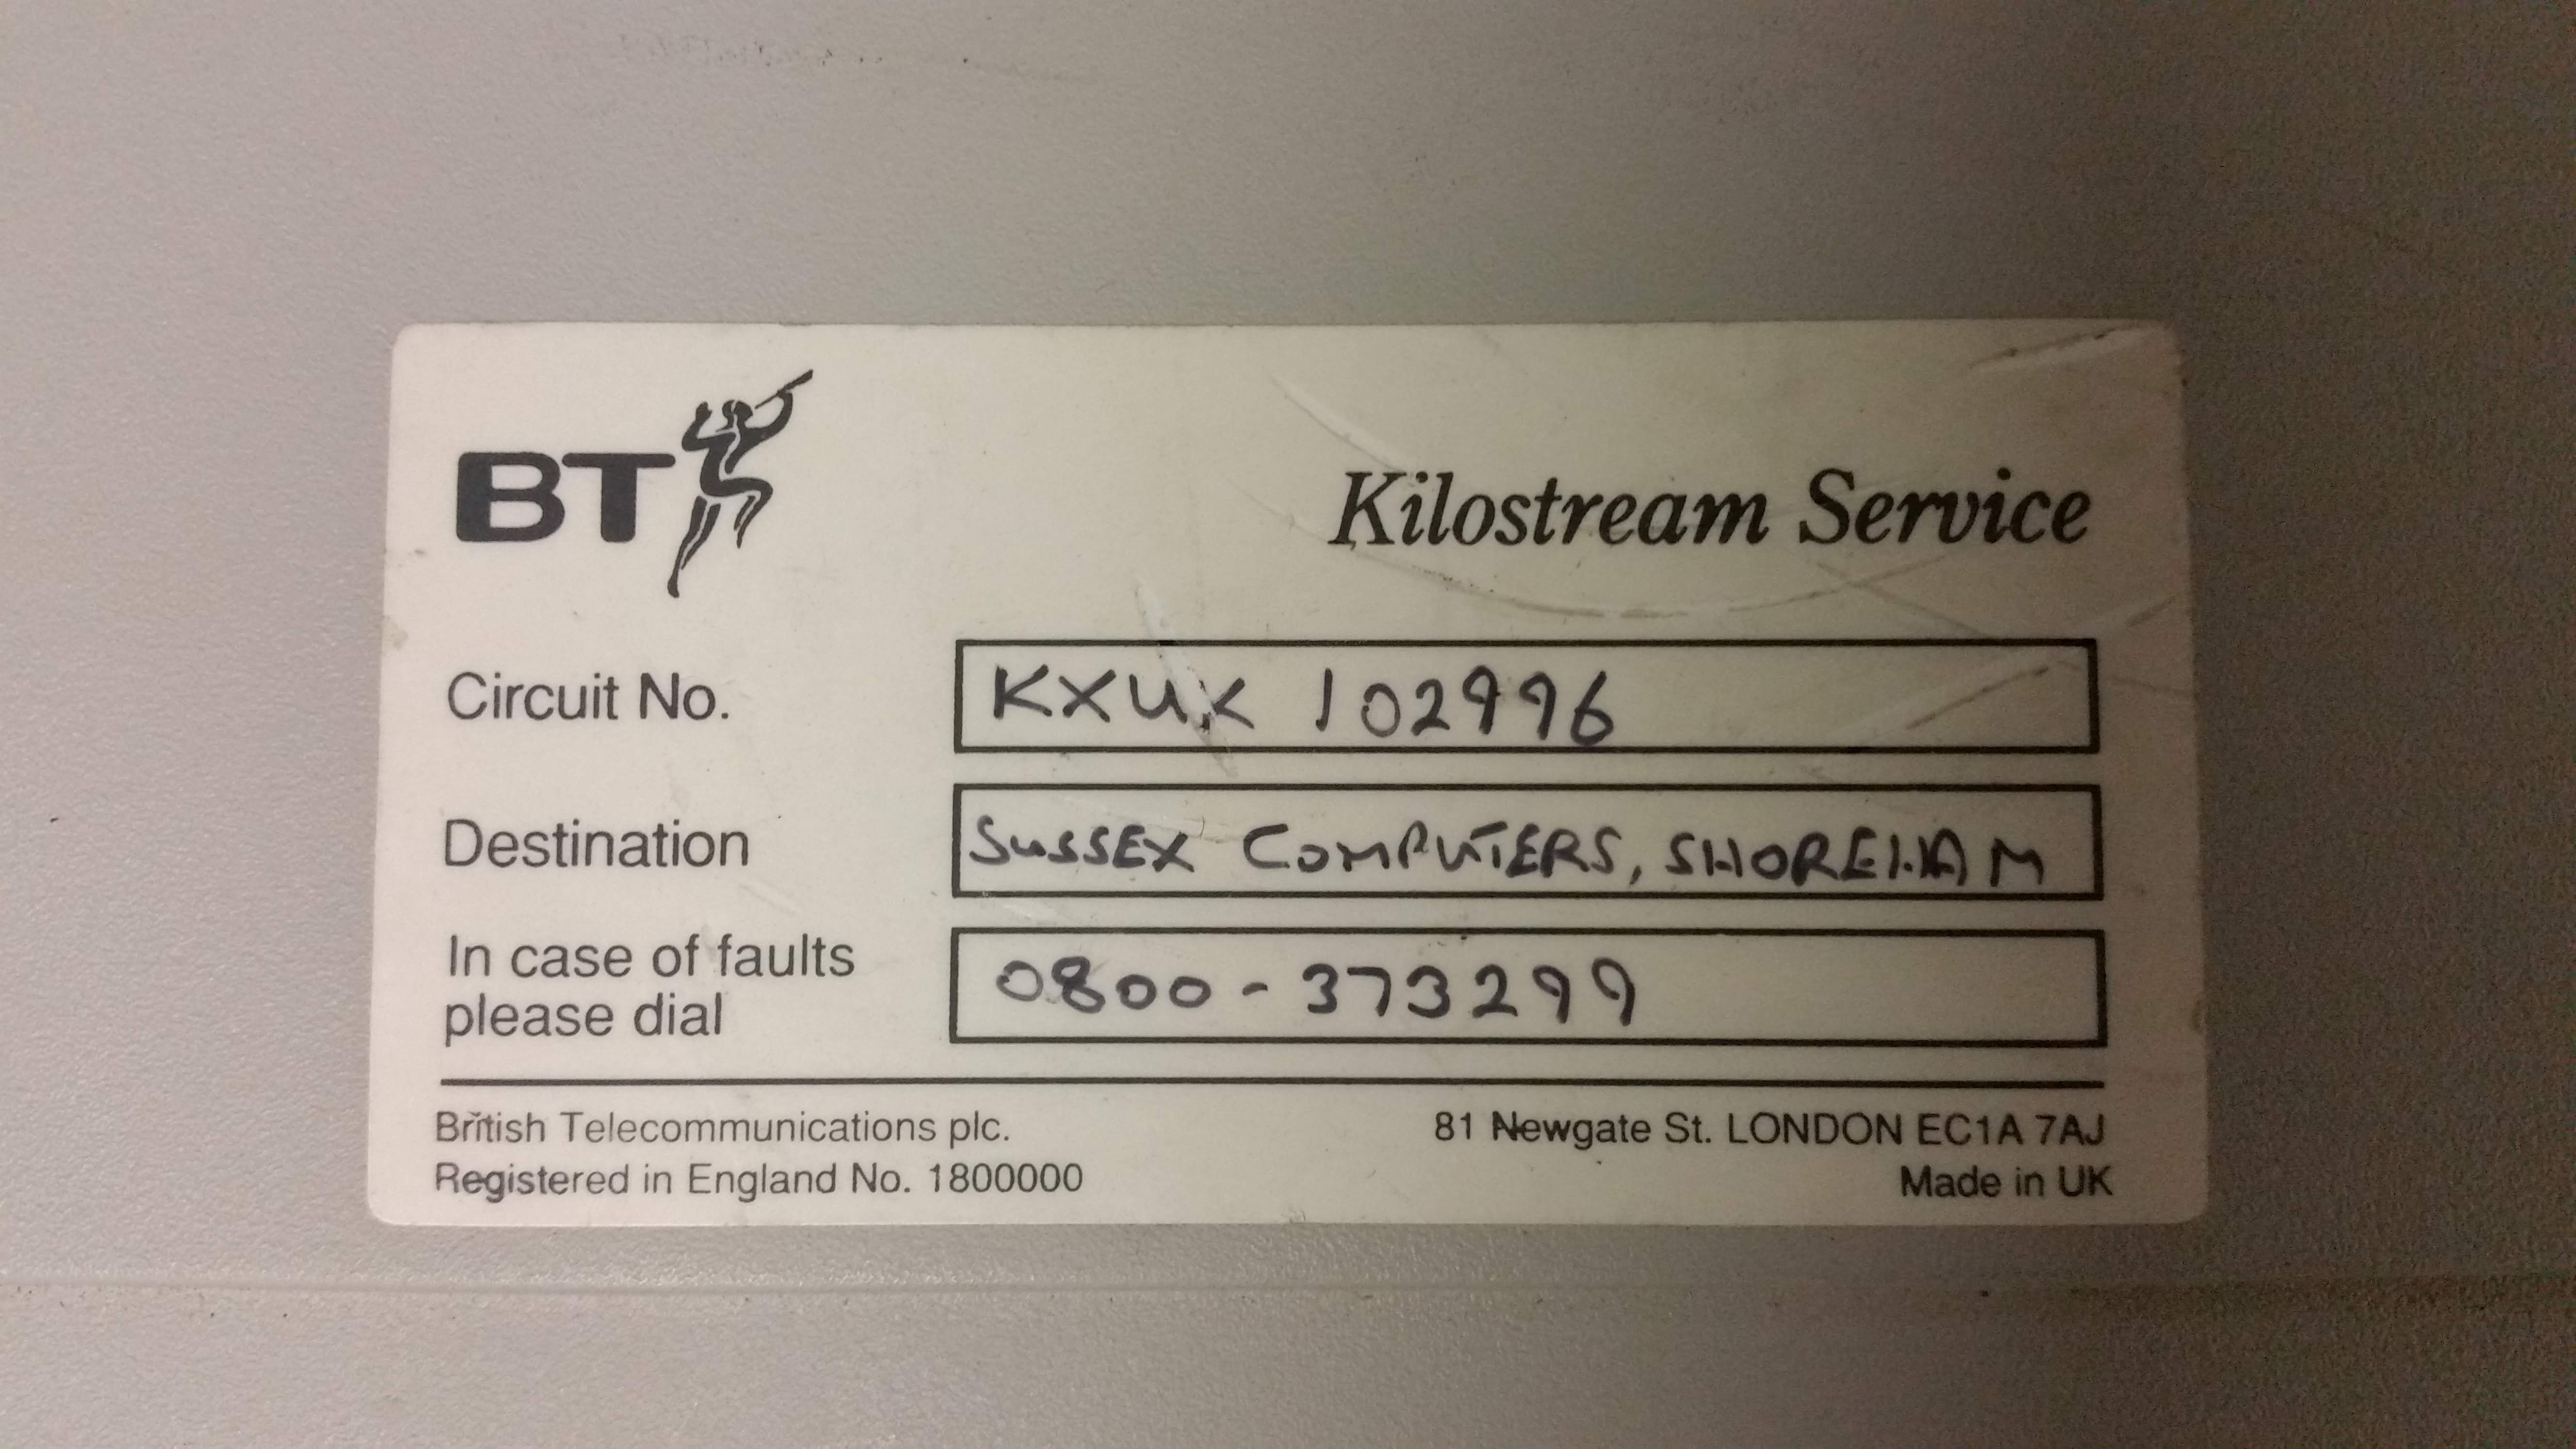 BT
Kilostream Service
Circuit No. KXUK 102996
Destination SUSSEX COMPUTERS, SHOREHAM
In case of faults
please dial 0800-373299
British Telecommunications plc. 81 Newgate St. LONDON EC1A 7AJ
Registered in England No. 1800000 Made in UK